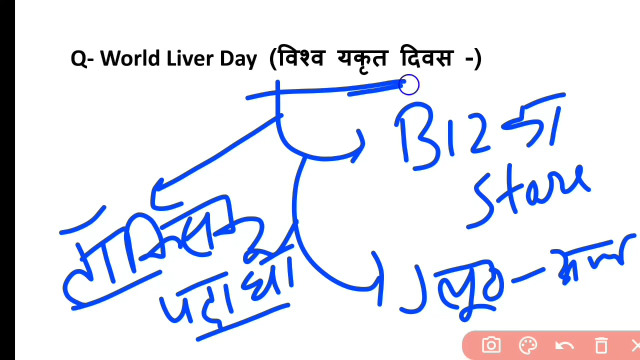 Q- World Liver Day (विश्व यकृत दिवस -)
B12 का
Store
टॉक्सिक
पदार्थो